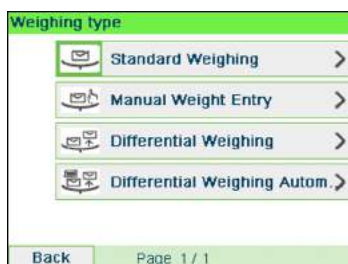 Weighing type
Standard Weighing
Manual Weight Entry
Differential Weighing
Differential Weighing Autom.
Back Page 1/1